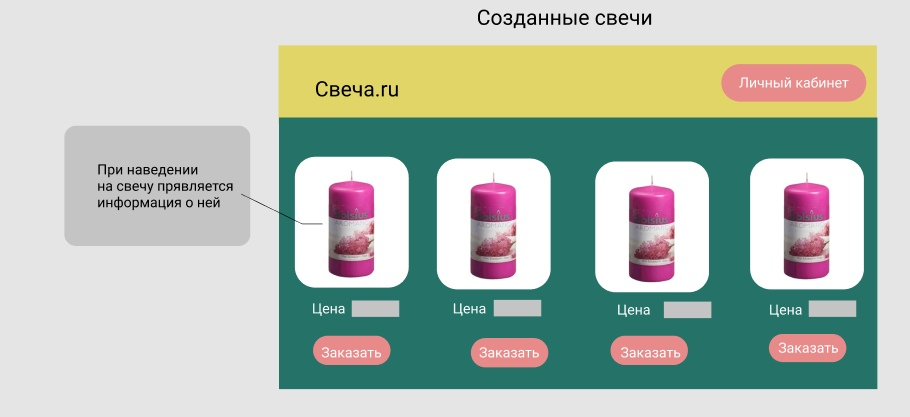 Созданные свечи
Свеча.ru
Личный кабинет
При наведении
на свечу прявляется
информация о ней
Цена
Цена
Цена
Цена
Заказать
Заказать
Заказать
Заказать